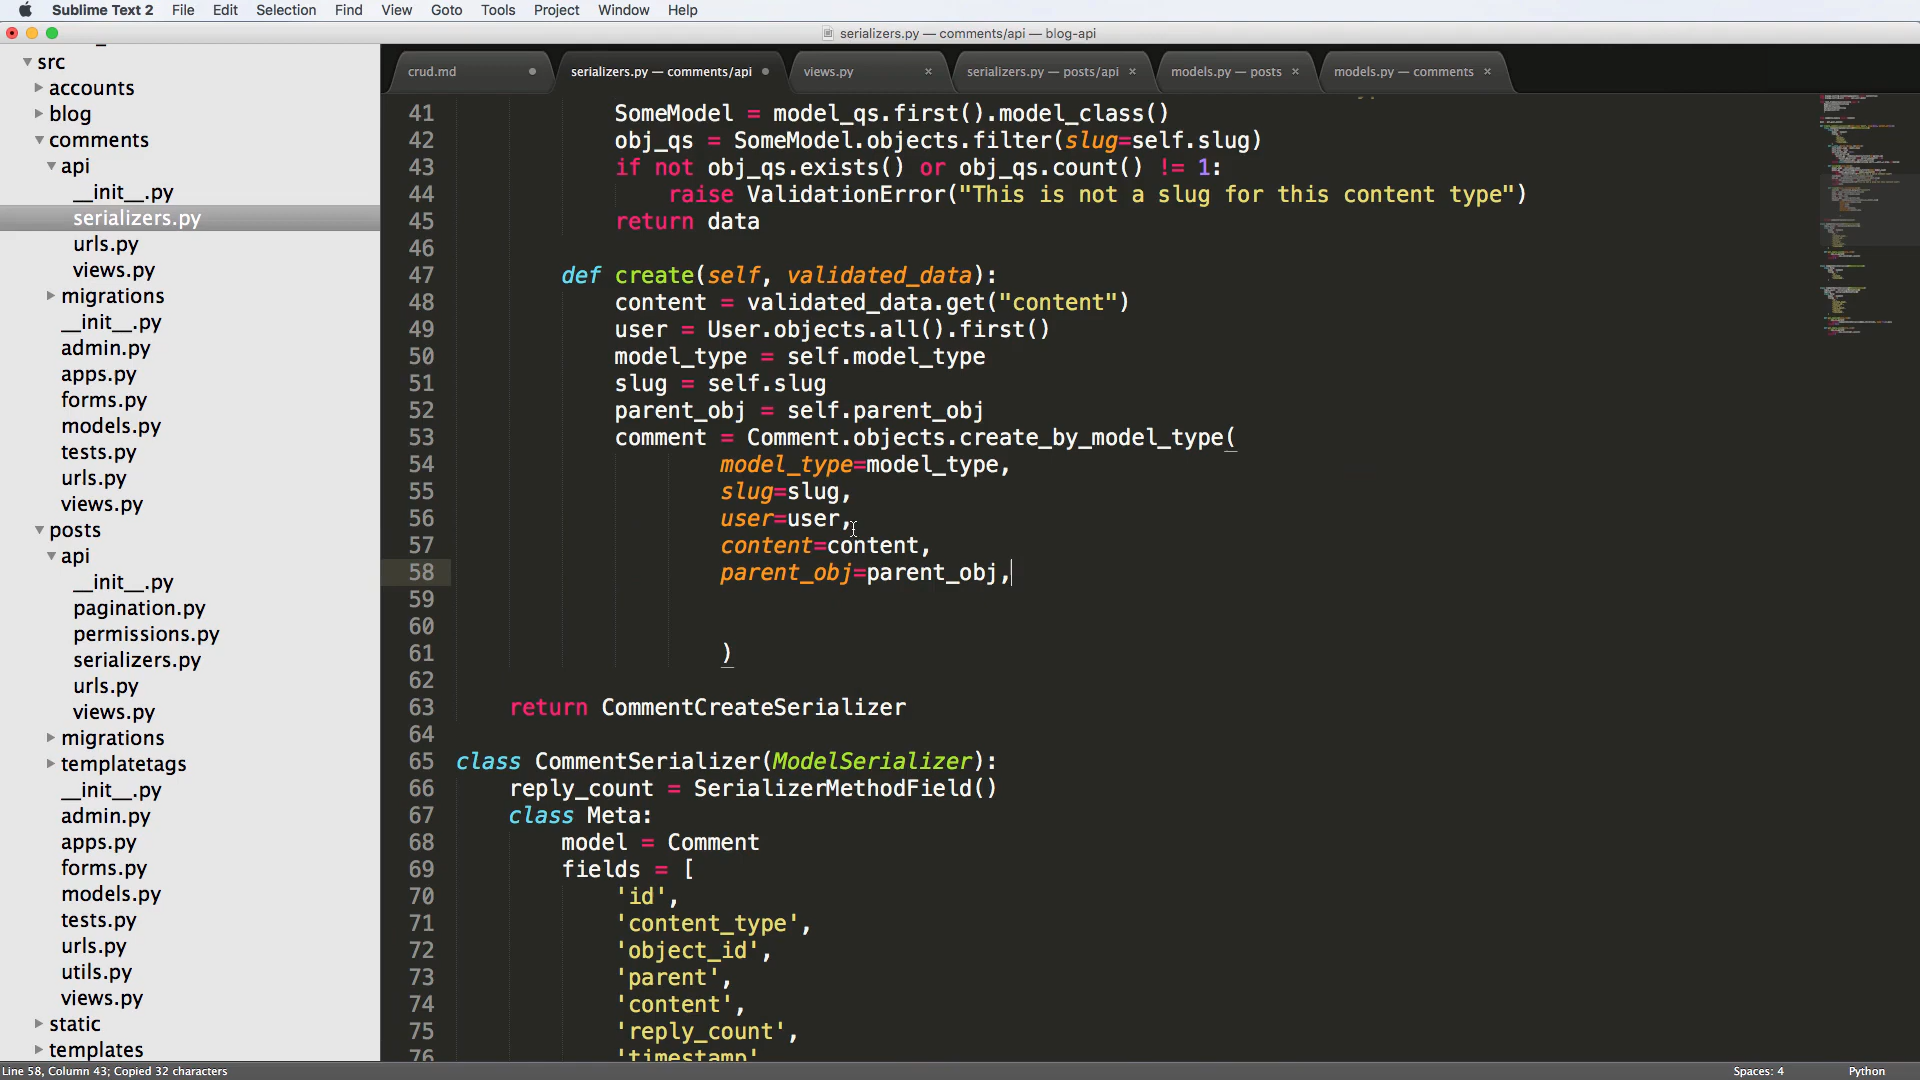 Sublime Text 2 File Edit Selection Find View Goto Tools Project Window Help
serializers.py — comments/api — blog-api
crud.md
serializers.py — comments/api
views.py
serializers.py — posts/api
models.py — posts
models.py — comments
src
accounts
blog
comments
api
__init__.py
serializers.py
urls.py
views.py
migrations
__init__.py
admin.py
apps.py
forms.py
models.py
tests.py
urls.py
views.py
posts
api
__init__.py
pagination.py
permissions.py
serializers.py
urls.py
views.py
migrations
templatetags
__init__.py
admin.py
apps.py
forms.py
models.py
tests.py
urls.py
utils.py
views.py
static
templates
41 SomeModel = model_qs.first().model_class()
42 obj_qs = SomeModel.objects.filter(slug=self.slug)
43 if not obj_qs.exists() or obj_qs.count() != 1:
44 raise ValidationError("This is not a slug for this content type")
45 return data
46
47 def create(self, validated_data):
48 content = validated_data.get("content")
49 user = User.objects.all().first()
50 model_type = self.model_type
51 slug = self.slug
52 parent_obj = self.parent_obj
53 comment = Comment.objects.create_by_model_type(
54 model_type=model_type,
55 slug=slug,
56 user=user,
57 content=content,
58 parent_obj=parent_obj,
59
60
61 )
62
63 return CommentCreateSerializer
64
65 class CommentSerializer(ModelSerializer):
66 reply_count = SerializerMethodField()
67 class Meta:
68 model = Comment
69 fields = [
70 'id',
71 'content_type',
72 'object_id',
73 'parent',
74 'content',
75 'reply_count',
76 'timestamp'
Line 58, Column 43; Copied 32 characters
Spaces: 4
Python